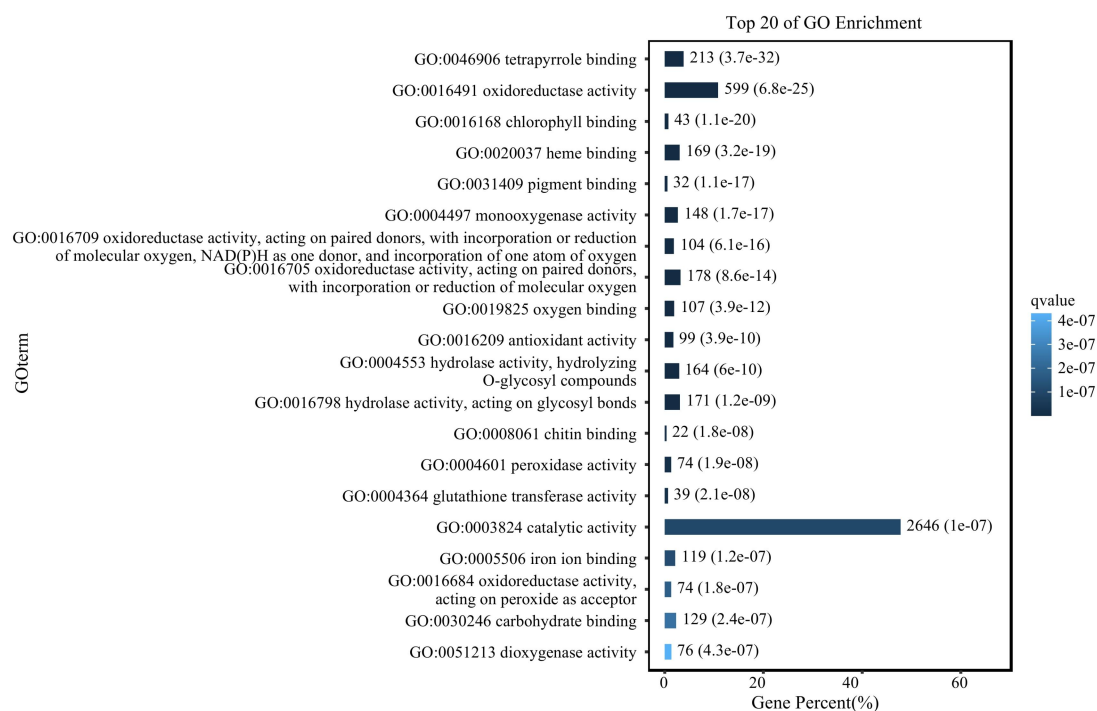 Top 20 of GO Enrichment
GO:0046906 tetrapyrrole binding
213 (3.7e-32)
GO:0016491 oxidoreductase activity
599 (6.8e-25)
GO:0016168 chlorophyll binding
43 (1.1e-20)
GO:0020037 heme binding
169 (3.2e-19)
GO:0031409 pigment binding
32 (1.1e-17)
GO:0004497 monooxygenase activity
148 (1.7e-17)
GO:0016709 oxidoreductase activity, acting on paired donors, with incorporation or reduction
of molecular oxygen, NAD(P)H as one donor, and incorporation of one atom of oxygen
104 (6.1e-16)
GO:0016705 oxidoreductase activity, acting on paired donors,
with incorporation or reduction of molecular oxygen
178 (8.6e-14)
GO:0019825 oxygen binding
107 (3.9e-12)
GO:0016209 antioxidant activity
99 (3.9e-10)
GO:0004553 hydrolase activity, hydrolyzing
O-glycosyl compounds
164 (6e-10)
GO:0016798 hydrolase activity, acting on glycosyl bonds
171 (1.2e-09)
GO:0008061 chitin binding
22 (1.8e-08)
GO:0004601 peroxidase activity
74 (1.9e-08)
GO:0004364 glutathione transferase activity
39 (2.1e-08)
GO:0003824 catalytic activity
2646 (1e-07)
GO:0005506 iron ion binding
119 (1.2e-07)
GO:0016684 oxidoreductase activity,
acting on peroxide as acceptor
74 (1.8e-07)
GO:0030246 carbohydrate binding
129 (2.4e-07)
GO:0051213 dioxygenase activity
76 (4.3e-07)
GOterm
0 20 40 60
Gene Percent(%)
qvalue
4e-07
3e-07
2e-07
1e-07